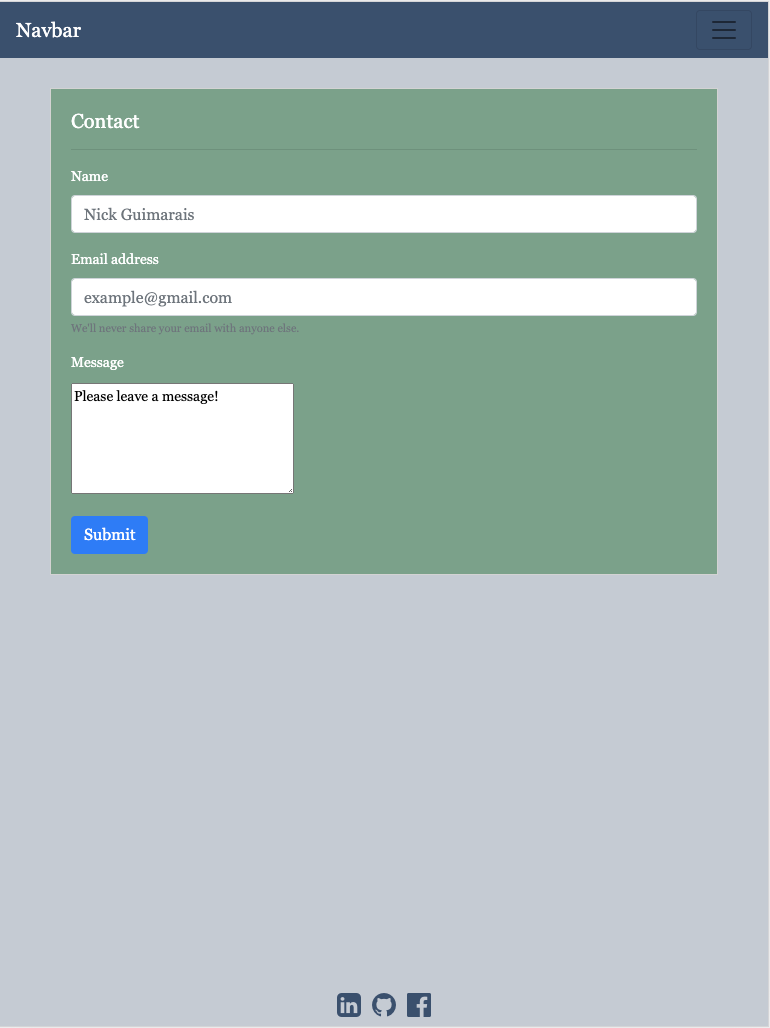 Navbar
Contact
Name
Nick Guimarais
Email address
example@gmail.com
We'll never share your email with anyone else.
Message
Please leave a message!
Submit